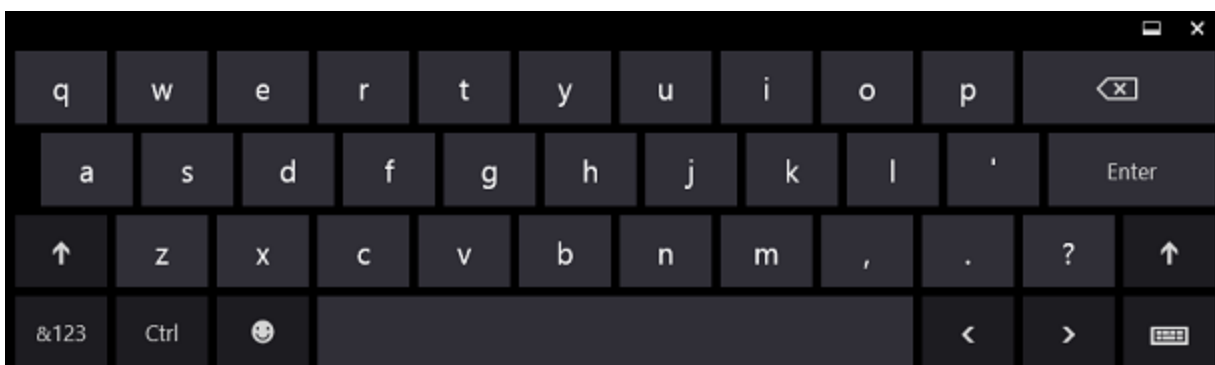 q w e r t y u i o p
a s d f g h j k l ' Enter
z x c v b n m , . ?
&123 Ctrl < >